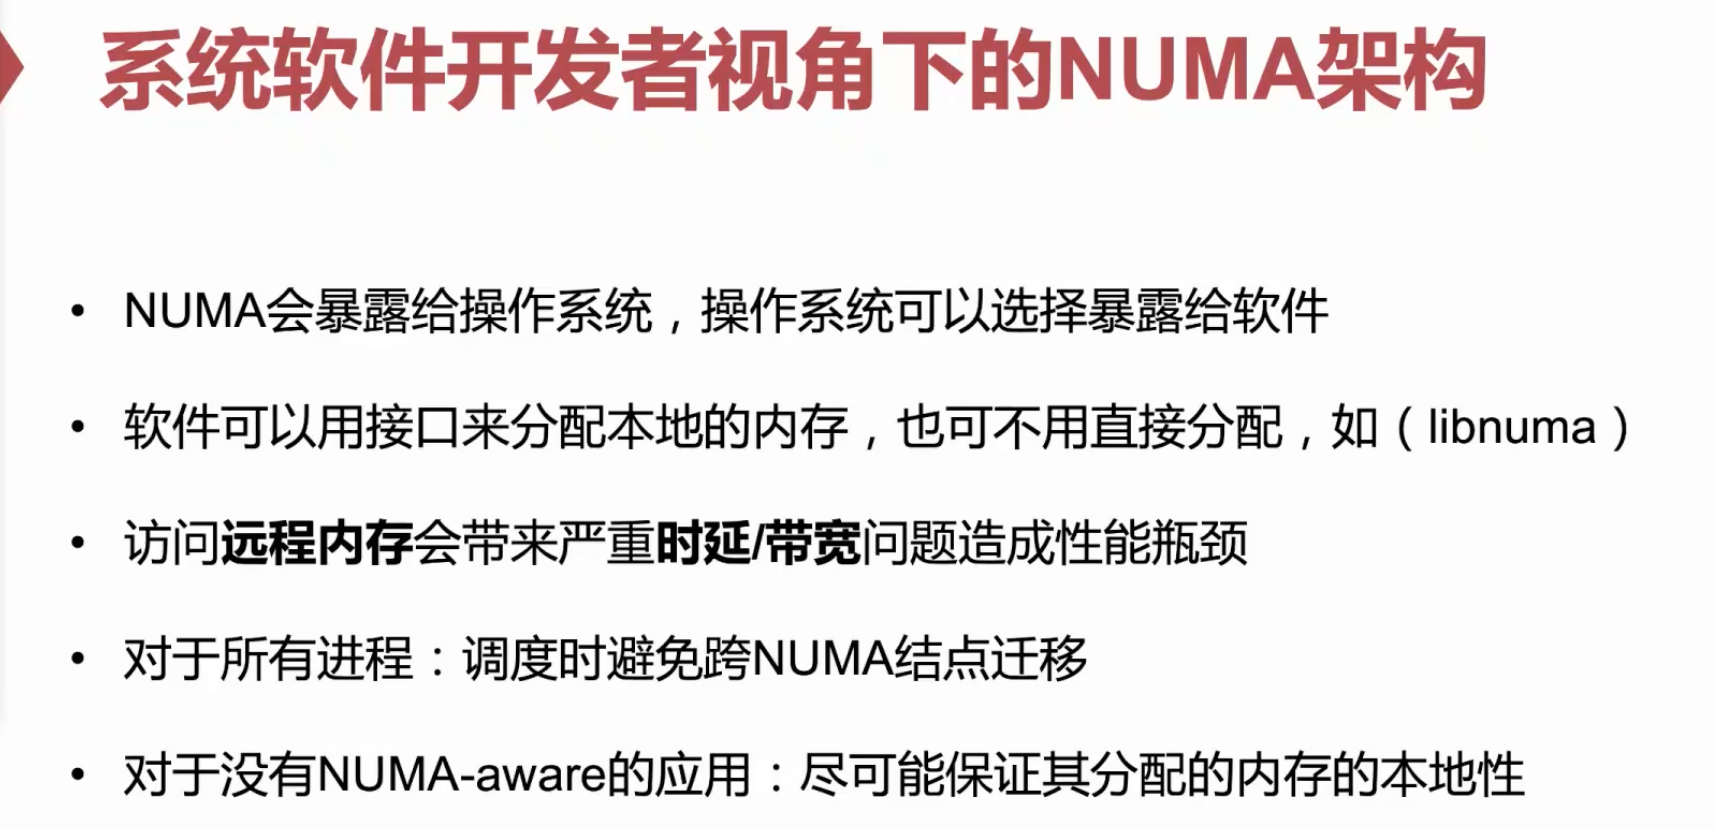 系统软件开发者视角下的NUMA架构
• NUMA会暴露给操作系统，操作系统可以选择暴露给软件
• 软件可以用接口来分配本地的内存，也可不用直接分配，如（libnuma）
• 访问远程内存会带来严重时延/带宽问题造成性能瓶颈
• 对于所有进程：调度时避免跨NUMA结点迁移
• 对于没有NUMA-aware的应用：尽可能保证其分配的内存的本地性